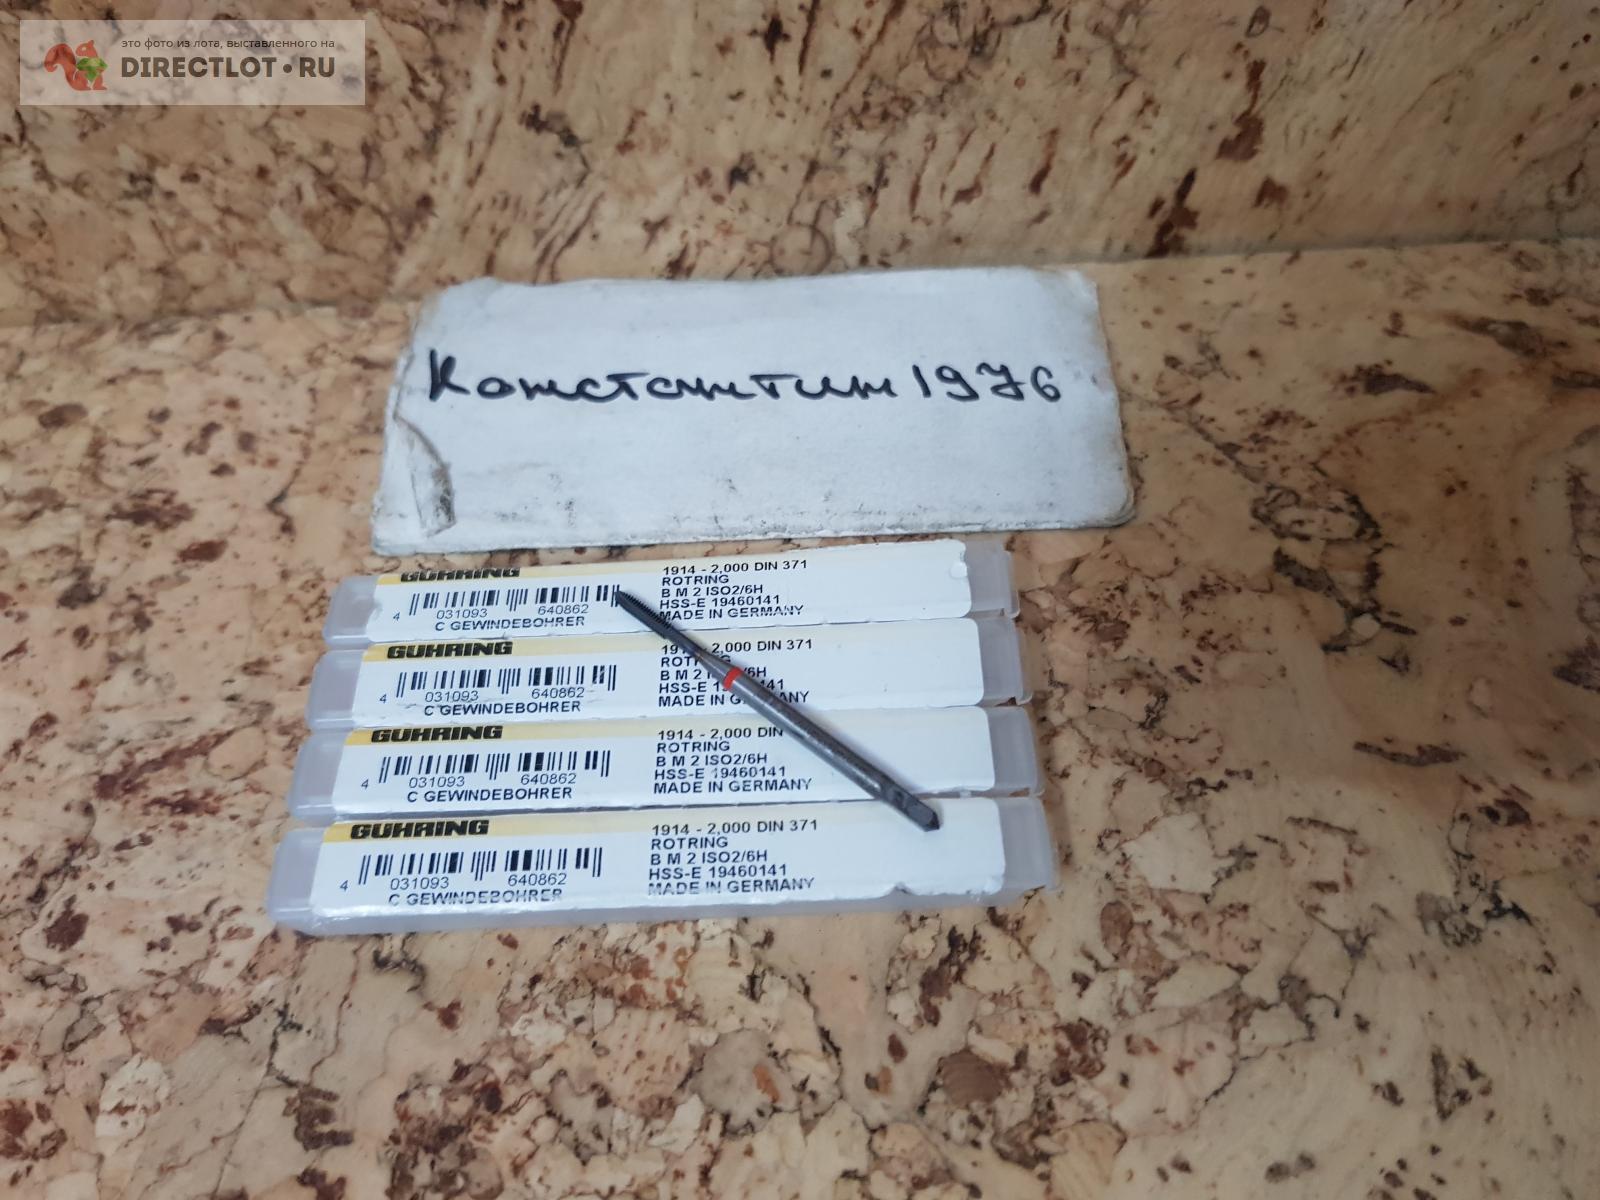 это фото из лота, выставленного на
DIRECTLOT•RU
Константин 1976
GUHRING
1914 - 2,000 DIN 371
ROTRING
B M 2 ISO2/6H
HSS-E 19460141
MADE IN GERMANY
4 031093 640862
C GEWINDEBOHRER
GUHRING
2,000 DIN 371
B M 2
HSS-E
MADE IN
4 031093 640862
C GEWINDEBOHRER
GUHRING
1914 - 2,000 DIN
ROTRING
B M 2 ISO2/6H
HSS-E 19460141
MADE IN GERMANY
4 031093 640862
C GEWINDEBOHRER
GUHRING
1914 - 2,000 DIN 371
ROTRING
B M 2 ISO2/6H
HSS-E 19460141
MADE IN GERMANY
4 031093 640862
C GEWINDEBOHRER